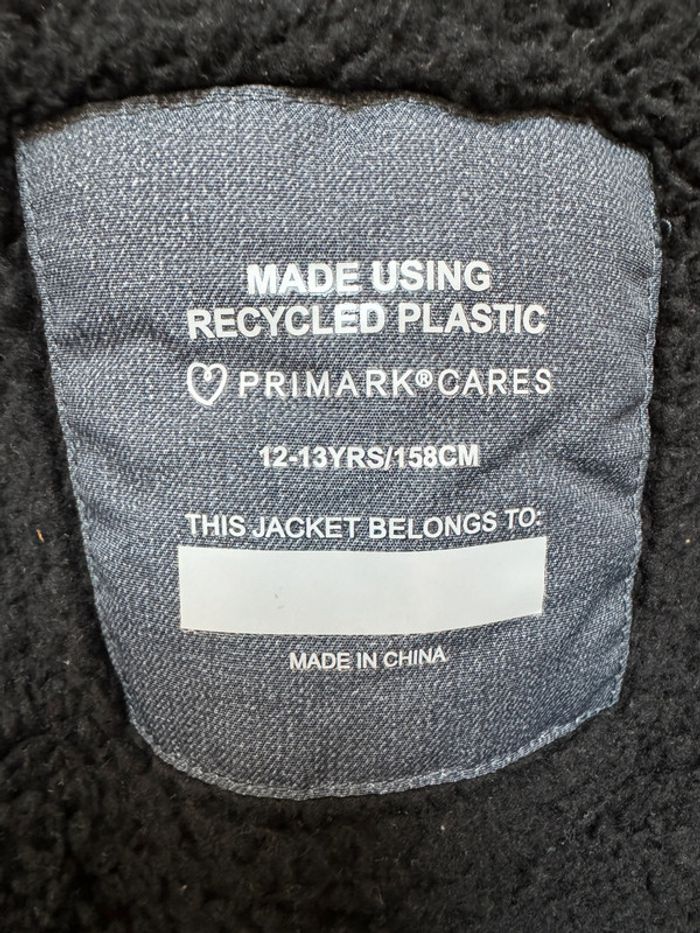 MADE USING
RECYCLED PLASTIC
PRIMARK® CARES
12-13YRS/158CM
THIS JACKET BELONGS TO:
MADE IN CHINA